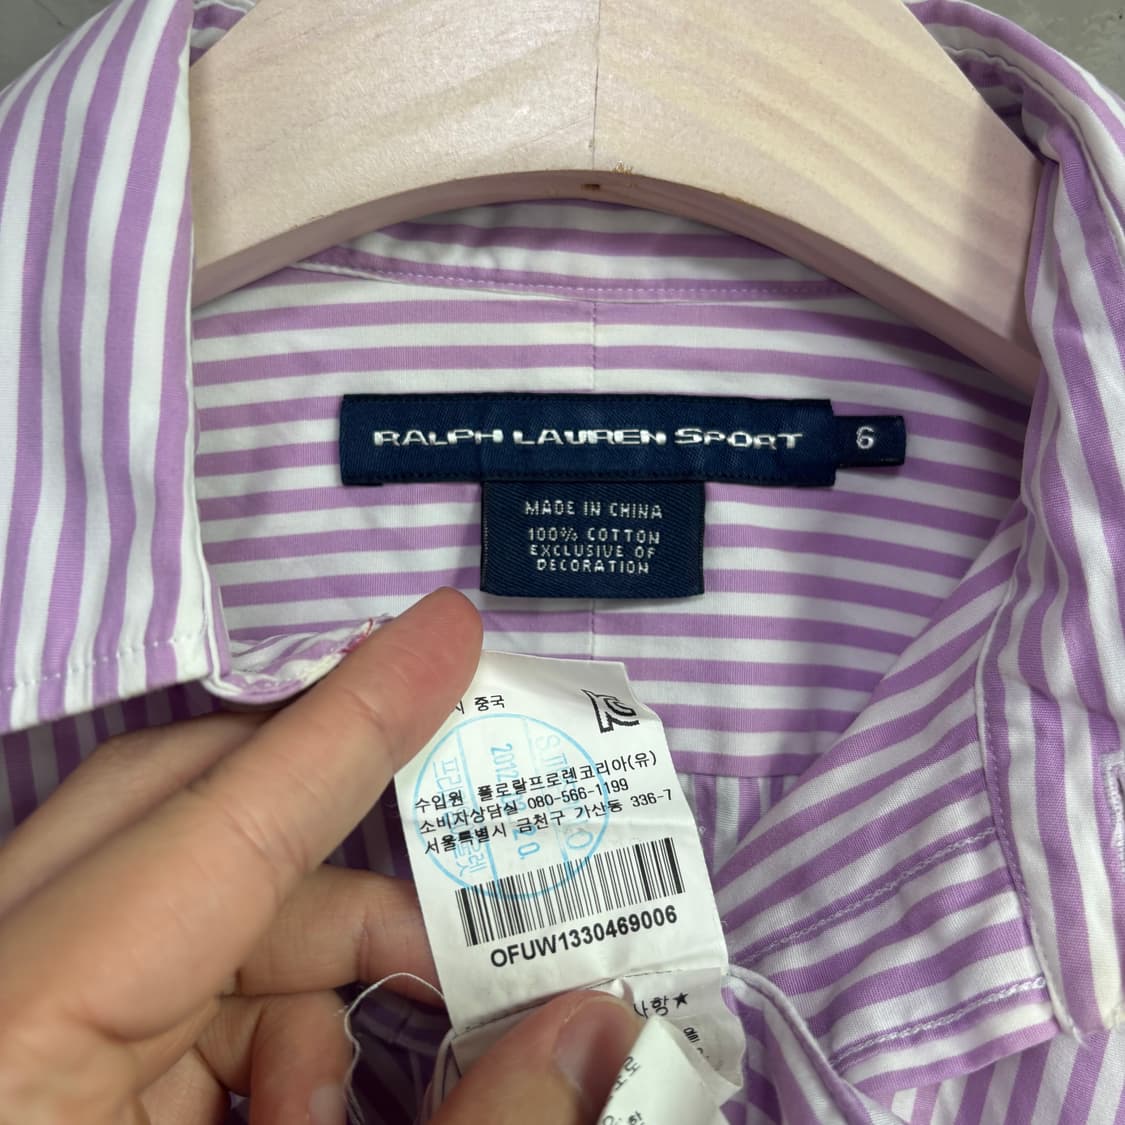 RALPH LAUREN SPORT
6
MADE IN CHINA
100% COTTON
EXCLUSIVE OF
DECORATION
중국
수입원 폴로랄프로렌코리아(유)
소비자상담실 080-566-1199
서울특별시 금천구 가산동 336-7
OFUW1330469006
사항★